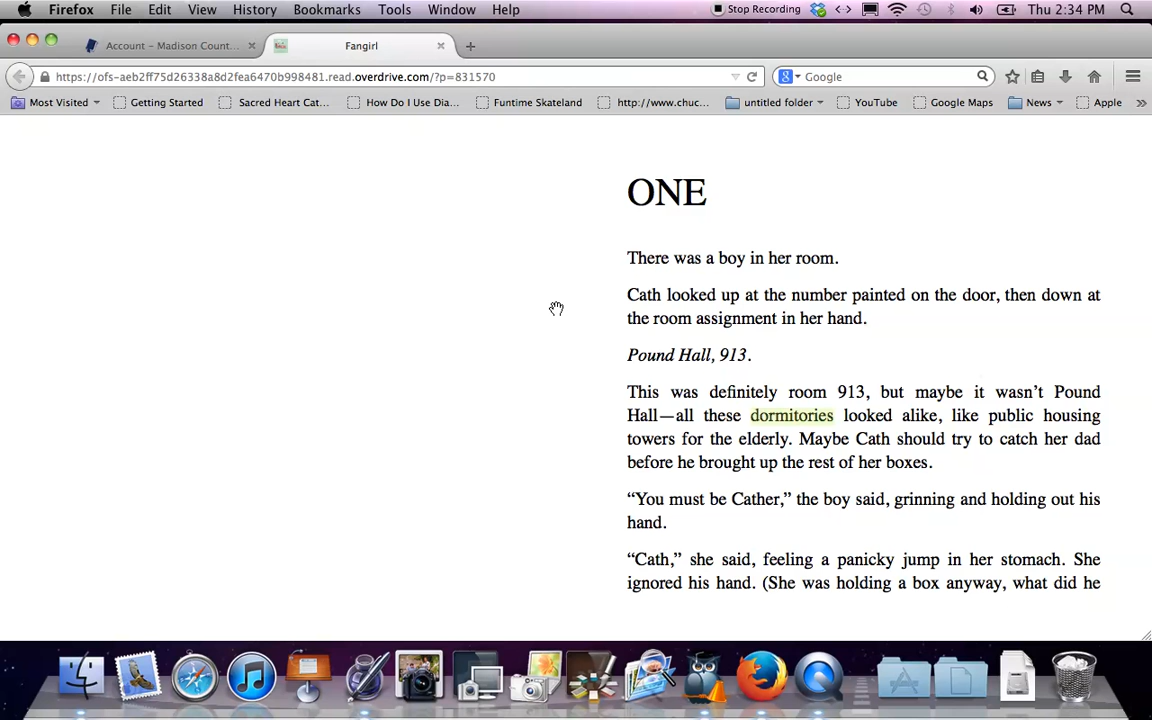 Firefox File Edit View History Bookmarks Tools Window Help Stop Recording Thu 2:34 PM
Account – Madison Count... Fangirl
https://ofs-aeb2ff75d26338a8d2fea6470b998481.read.overdrive.com/?p=831570 Google
Most Visited Getting Started Sacred Heart Cat... How Do I Use Dia... Funtime Skateland http://www.chuc... untitled folder YouTube Google Maps News Apple
ONE
There was a boy in her room.
Cath looked up at the number painted on the door, then down at
the room assignment in her hand.
Pound Hall, 913.
This was definitely room 913, but maybe it wasn’t Pound
Hall—all these dormitories looked alike, like public housing
towers for the elderly. Maybe Cath should try to catch her dad
before he brought up the rest of her boxes.
“You must be Cather,” the boy said, grinning and holding out his
hand.
“Cath,” she said, feeling a panicky jump in her stomach. She
ignored his hand. (She was holding a box anyway, what did he